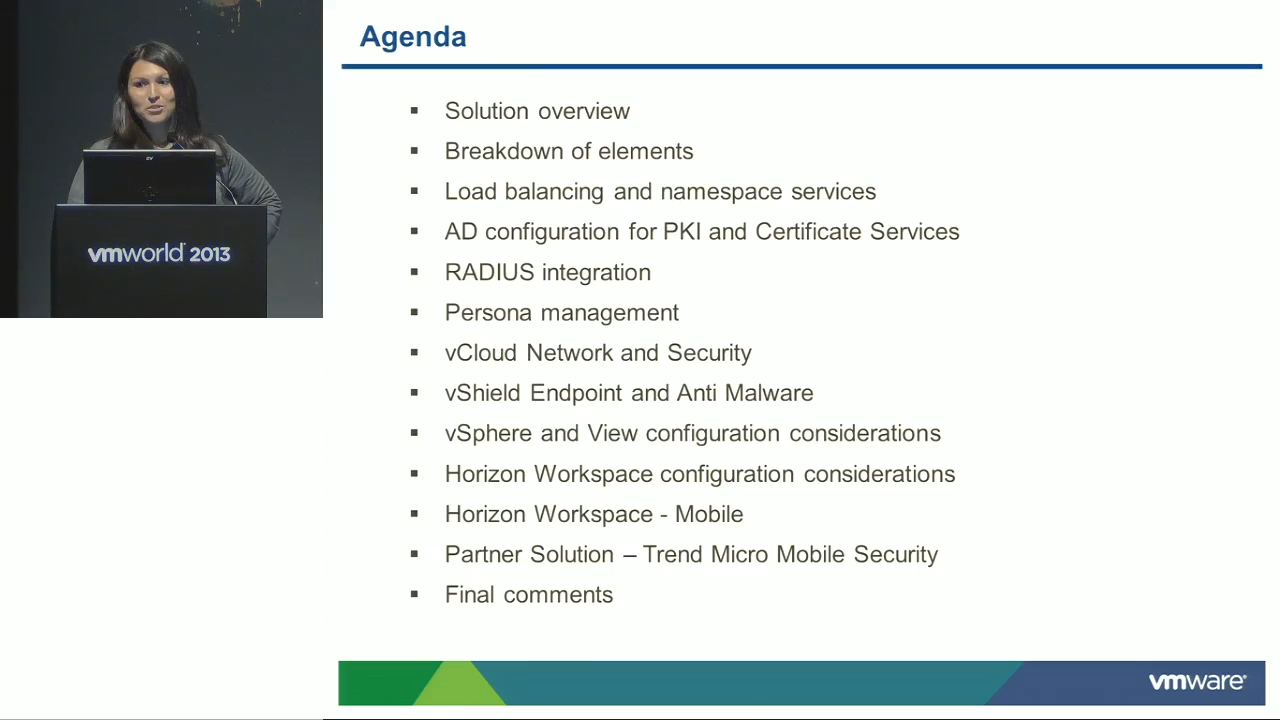 vmworld 2013
Agenda
▪ Solution overview
▪ Breakdown of elements
▪ Load balancing and namespace services
▪ AD configuration for PKI and Certificate Services
▪ RADIUS integration
▪ Persona management
▪ vCloud Network and Security
▪ vShield Endpoint and Anti Malware
▪ vSphere and View configuration considerations
▪ Horizon Workspace configuration considerations
▪ Horizon Workspace - Mobile
▪ Partner Solution – Trend Micro Mobile Security
▪ Final comments
vmware®